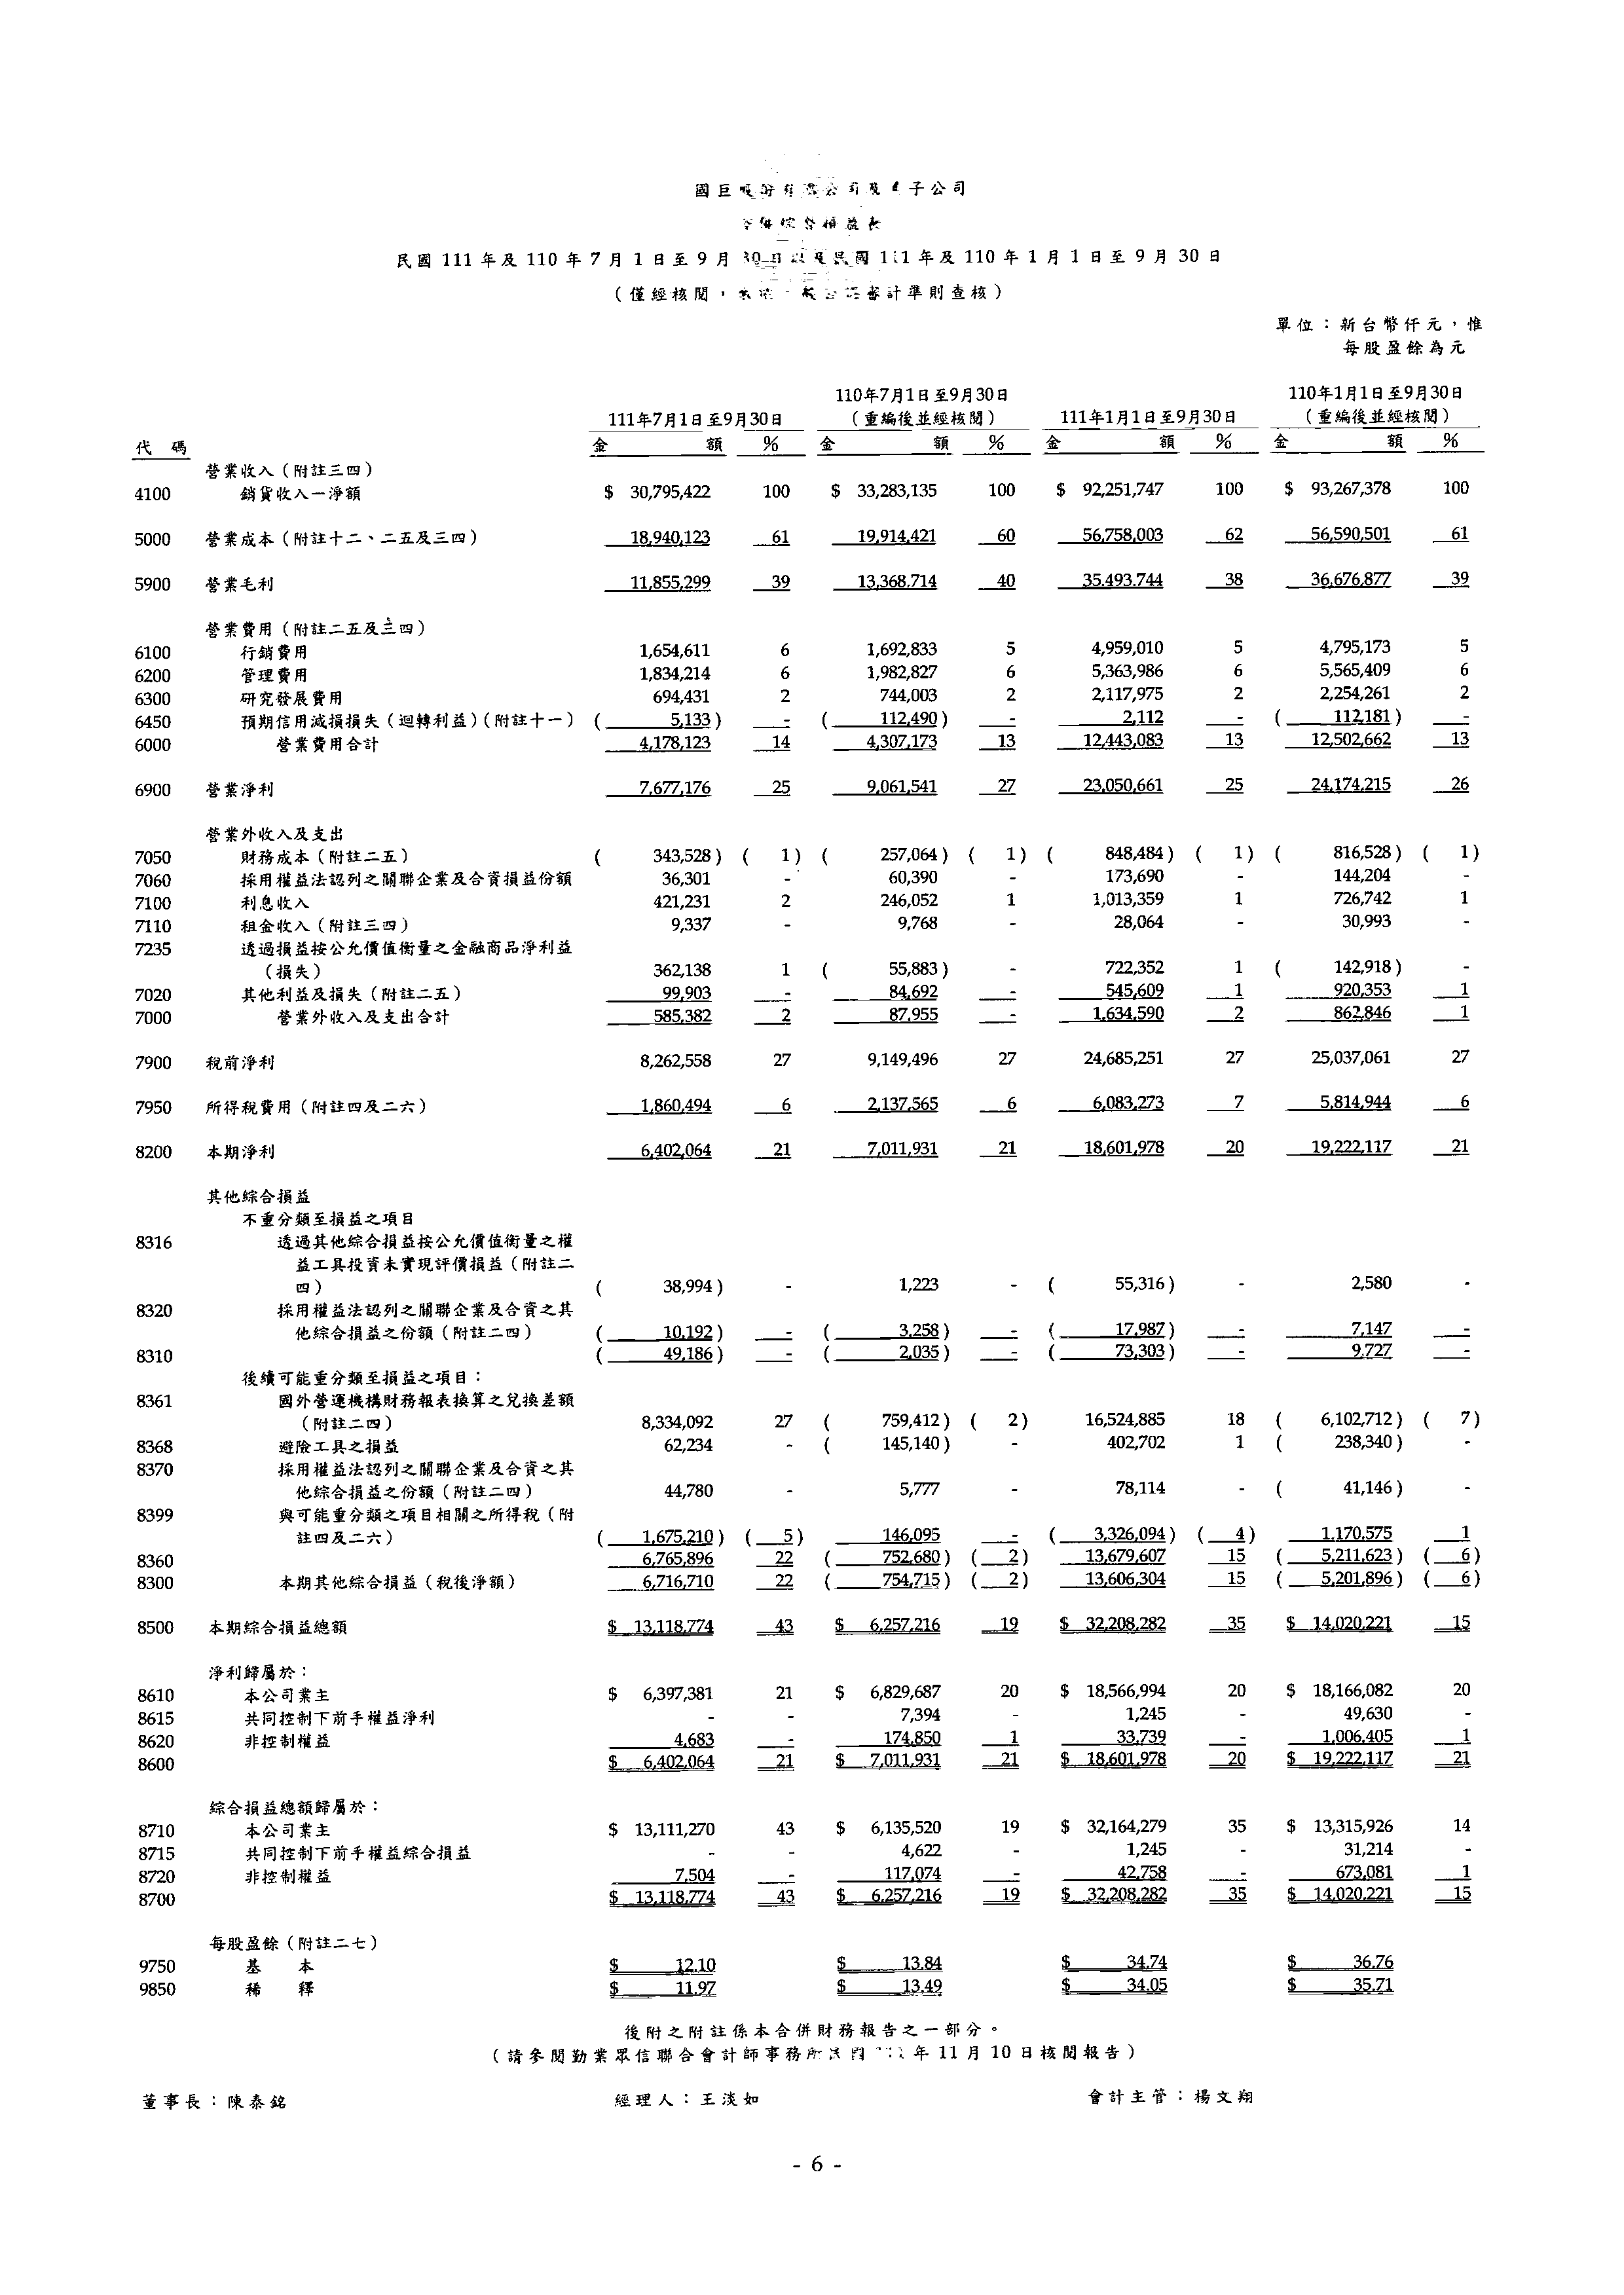 國巨 公司及 子公司
損益表
民國 111 年及 110 年 7 月 1 日至 9 月 30 日 及民國 111 年及 110 年 1 月 1 日至 9 月 30 日
（僅經核閱， 審計準則查核）
單位：新台幣仟元，惟
每股盈餘為元
110年7月1日至9月30日 110年1月1日至9月30日
111年7月1日至9月30日 （重編後並經核閱） 111年1月1日至9月30日 （重編後並經核閱）
代 碼 金 額 % 金 額 % 金 額 % 金 額 %
營業收入（附註三四）
4100 銷貨收入－淨額 $ 30,795,422 100 $ 33,283,135 100 $ 92,251,747 100 $ 93,267,378 100
5000 營業成本（附註十二、二五及三四） 18,940,123 61 19,914,421 60 56,758,003 62 56,590,501 61
5900 營業毛利 11,855,299 39 13,368,714 40 35,493,744 38 36,676,877 39
營業費用（附註二五及三四）
6100 行銷費用 1,654,611 6 1,692,833 5 4,959,010 5 4,795,173 5
6200 管理費用 1,834,214 6 1,982,827 6 5,363,986 6 5,565,409 6
6300 研究發展費用 694,431 2 744,003 2 2,117,975 2 2,254,261 2
6450 預期信用減損損失（迴轉利益）（附註十一） ( 5,133 ) - ( 112,490 ) - 2,112 - ( 112,181 ) -
6000 營業費用合計 4,178,123 14 4,307,173 13 12,443,083 13 12,502,662 13
6900 營業淨利 7,677,176 25 9,061,541 27 23,050,661 25 24,174,215 26
營業外收入及支出
7050 財務成本（附註二五） ( 343,528 ) ( 1 ) ( 257,064 ) ( 1 ) ( 848,484 ) ( 1 ) ( 816,528 ) ( 1 )
7060 採用權益法認列之關聯企業及合資損益份額 36,301 - 60,390 - 173,690 - 144,204 -
7100 利息收入 421,231 2 246,052 1 1,013,359 1 726,742 1
7110 租金收入（附註三四） 9,337 - 9,768 - 28,064 - 30,993 -
7235 透過損益按公允價值衡量之金融商品淨利益
（損失） 362,138 1 ( 55,883 ) - 722,352 1 ( 142,918 ) -
7020 其他利益及損失（附註二五） 99,903 - 84,692 - 545,609 1 920,353 1
7000 營業外收入及支出合計 585,382 2 87,955 - 1,634,590 2 862,846 1
7900 稅前淨利 8,262,558 27 9,149,496 27 24,685,251 27 25,037,061 27
7950 所得稅費用（附註四及二六） 1,860,494 6 2,137,565 6 6,083,273 7 5,814,944 6
8200 本期淨利 6,402,064 21 7,011,931 21 18,601,978 20 19,222,117 21
其他綜合損益
不重分類至損益之項目
8316 透過其他綜合損益按公允價值衡量之權
益工具投資未實現評價損益（附註二
四） ( 38,994 ) - 1,223 - ( 55,316 ) - 2,580 -
8320 採用權益法認列之關聯企業及合資之其
他綜合損益之份額（附註二四） ( 10,192 ) - ( 3,258 ) - ( 17,987 ) - 7,147 -
8310 ( 49,186 ) - ( 2,035 ) - ( 73,303 ) - 9,727 -
後續可能重分類至損益之項目：
8361 國外營運機構財務報表換算之兌換差額
（附註二四） 8,334,092 27 ( 759,412 ) ( 2 ) 16,524,885 18 ( 6,102,712 ) ( 7 )
8368 避險工具之損益 62,234 - ( 145,140 ) - 402,702 1 ( 238,340 ) -
8370 採用權益法認列之關聯企業及合資之其
他綜合損益之份額（附註二四） 44,780 - 5,777 - 78,114 - ( 41,146 ) -
8399 與可能重分類之項目相關之所得稅（附
註四及二六） ( 1,675,210 ) ( 5 ) 146,095 - ( 3,326,094 ) ( 4 ) 1,170,575 1
8360 6,765,896 22 ( 752,680 ) ( 2 ) 13,679,607 15 ( 5,211,623 ) ( 6 )
8300 本期其他綜合損益（稅後淨額） 6,716,710 22 ( 754,715 ) ( 2 ) 13,606,304 15 ( 5,201,896 ) ( 6 )
8500 本期綜合損益總額 $ 13,118,774 43 $ 6,257,216 19 $ 32,208,282 35 $ 14,020,221 15
淨利歸屬於：
8610 本公司業主 $ 6,397,381 21 $ 6,829,687 20 $ 18,566,994 20 $ 18,166,082 20
8615 共同控制下前手權益淨利 - - 7,394 - 1,245 - 49,630 -
8620 非控制權益 4,683 - 174,850 1 33,739 - 1,006,405 1
8600 $ 6,402,064 21 $ 7,011,931 21 $ 18,601,978 20 $ 19,222,117 21
綜合損益總額歸屬於：
8710 本公司業主 $ 13,111,270 43 $ 6,135,520 19 $ 32,164,279 35 $ 13,315,926 14
8715 共同控制下前手權益綜合損益 - - 4,622 - 1,245 - 31,214 -
8720 非控制權益 7,504 - 117,074 - 42,758 - 673,081 1
8700 $ 13,118,774 43 $ 6,257,216 19 $ 32,208,282 35 $ 14,020,221 15
每股盈餘（附註二七）
9750 基 本 $ 12.10 $ 13.84 $ 34.74 $ 36.76
9850 稀 釋 $ 11.97 $ 13.49 $ 34.05 $ 35.71
後附之附註係本合併財務報告之一部分。
（請參閱勤業眾信聯合會計師事務所 年 11 月 10 日核閱報告）
董事長：陳泰銘 經理人：王淡如 會計主管：楊文翔
- 6 -